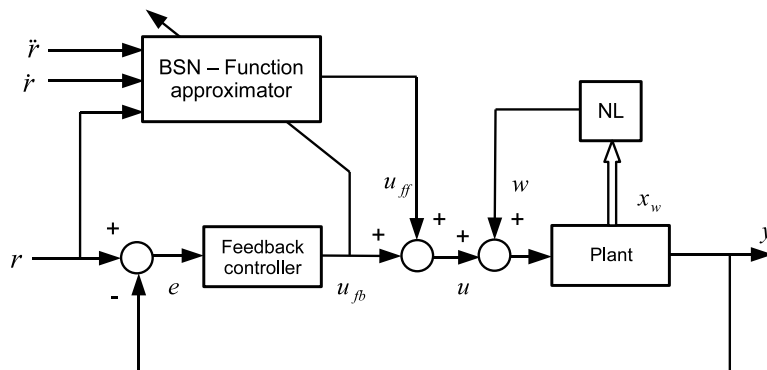 r̈
ṙ
BSN – Function
approximator
NL
u_ff
w
x_w
+
+
+
+
+
y
r
Feedback
controller
Plant
-
e
u_fb
u